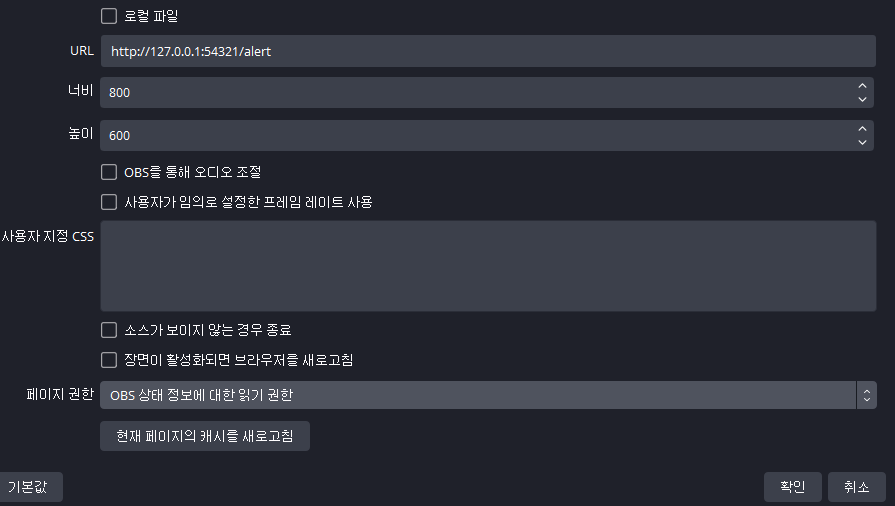 로컬 파일
URL http://127.0.0.1:54321/alert
너비 800
높이 600
OBS를 통해 오디오 조절
사용자가 임의로 설정한 프레임 레이트 사용
사용자 지정 CSS
소스가 보이지 않는 경우 종료
장면이 활성화되면 브라우저를 새로고침
페이지 권한 OBS 상태 정보에 대한 읽기 권한
현재 페이지의 캐시를 새로고침
기본값 확인 취소